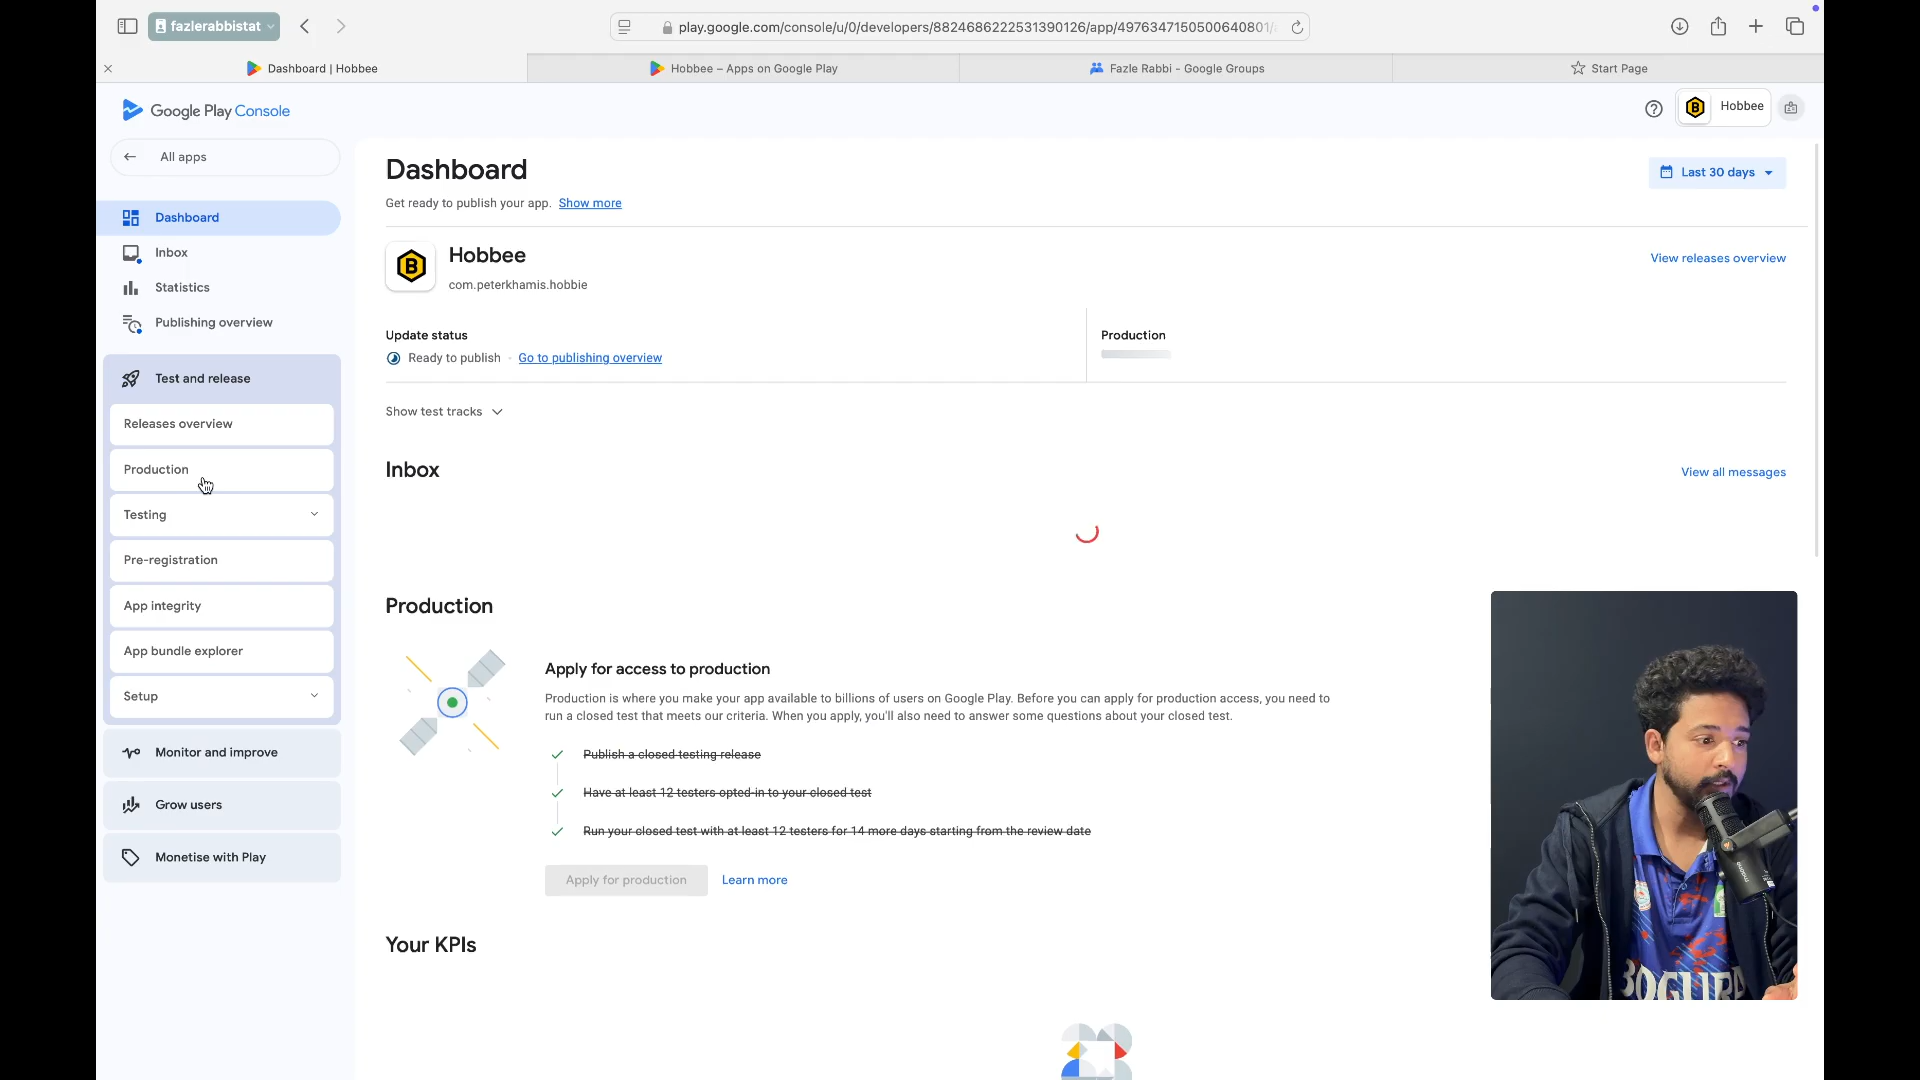 fazlerabbistat
play.google.com/console/u/0/developers/8824686222531390126/app/4976347150500640801/
Dashboard | Hobbee
Hobbee – Apps on Google Play
Fazle Rabbi - Google Groups
Start Page
Google Play Console
Hobbee
All apps
Dashboard
Inbox
Statistics
Publishing overview
Test and release
Releases overview
Production
Testing
Pre-registration
App integrity
App bundle explorer
Setup
Monitor and improve
Grow users
Monetise with Play
Dashboard
Last 30 days
Get ready to publish your app. Show more
B
Hobbee
View releases overview
com.peterkhamis.hobbie
Update status
Production
Ready to publish · Go to publishing overview
Show test tracks
Inbox
View all messages
Production
Apply for access to production
Production is where you make your app available to billions of users on Google Play. Before you can apply for production access, you need to
run a closed test that meets our criteria. When you apply, you'll also need to answer some questions about your closed test.
Publish a closed testing release
Have at least 12 testers opted-in to your closed test
Run your closed test with at least 12 testers for 14 more days starting from the review date
Apply for production
Learn more
Your KPIs